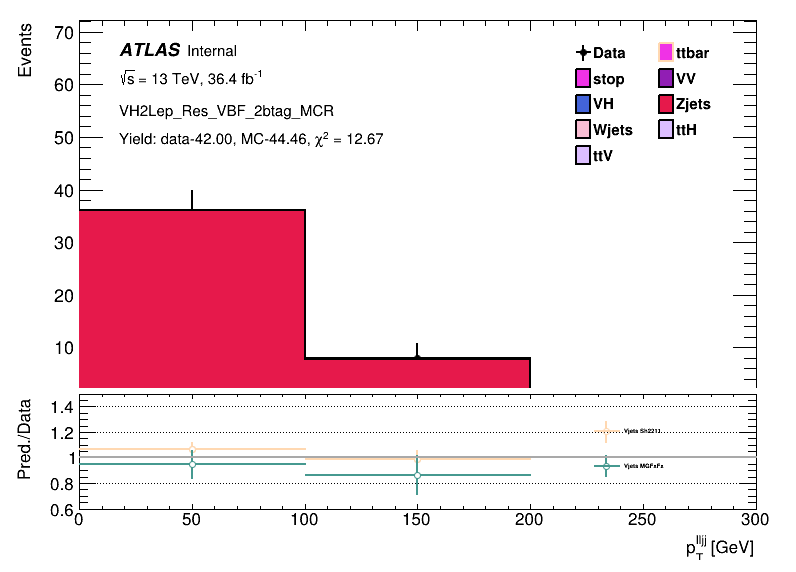 Events
70
60
50
40
30
20
10
ATLAS Internal
√s = 13 TeV, 36.4 fb⁻¹
VH2Lep_Res_VBF_2btag_MCR
Yield: data-42.00, MC-44.46, χ² = 12.67
Data
ttbar
stop
VV
VH
Zjets
Wjets
ttH
ttV
Pred./Data
1.4
1.2
1
0.8
0.6
Vjets Sh2211
Vjets MGFxFx
0 50 100 150 200 250 300
p_T^lljj [GeV]